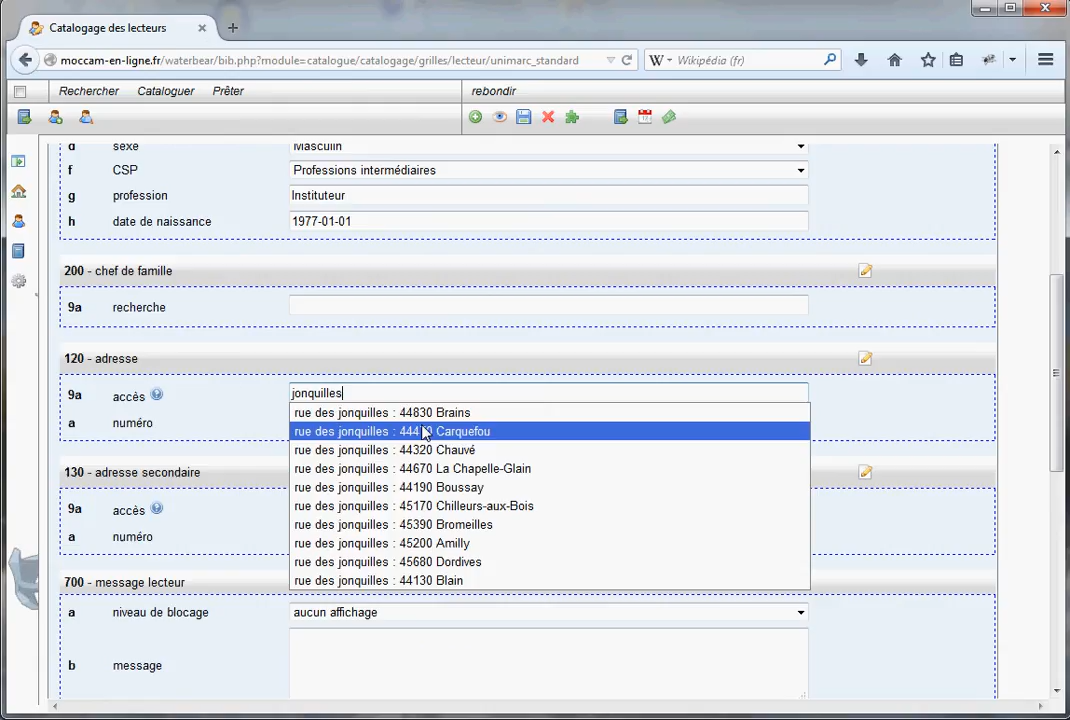 Catalogage des lecteurs
moccam-en-ligne.fr/waterbear/bib.php?module=catalogue/catalogage/grilles/lecteur/unimarc_standard
W Wikipédia (fr)
Rechercher Cataloguer Prêter rebondir
d sexe Masculin
f CSP Professions intermédiaires
g profession Instituteur
h date de naissance 1977-01-01
200 - chef de famille
9a recherche
120 - adresse
9a accès jonquilles
rue des jonquilles : 44830 Brains
a numéro
rue des jonquilles : Carquefou
rue des jonquilles : 44320 Chauvé
rue des jonquilles : 44670 La Chapelle-Glain
130 - adresse secondaire
rue des jonquilles : 44190 Boussay
rue des jonquilles : 45170 Chilleurs-aux-Bois
9a accès
rue des jonquilles : 45390 Bromeilles
a numéro
rue des jonquilles : 45200 Amilly
rue des jonquilles : 45680 Dordives
rue des jonquilles : 44130 Blain
700 - message lecteur
a niveau de blocage aucun affichage
b message